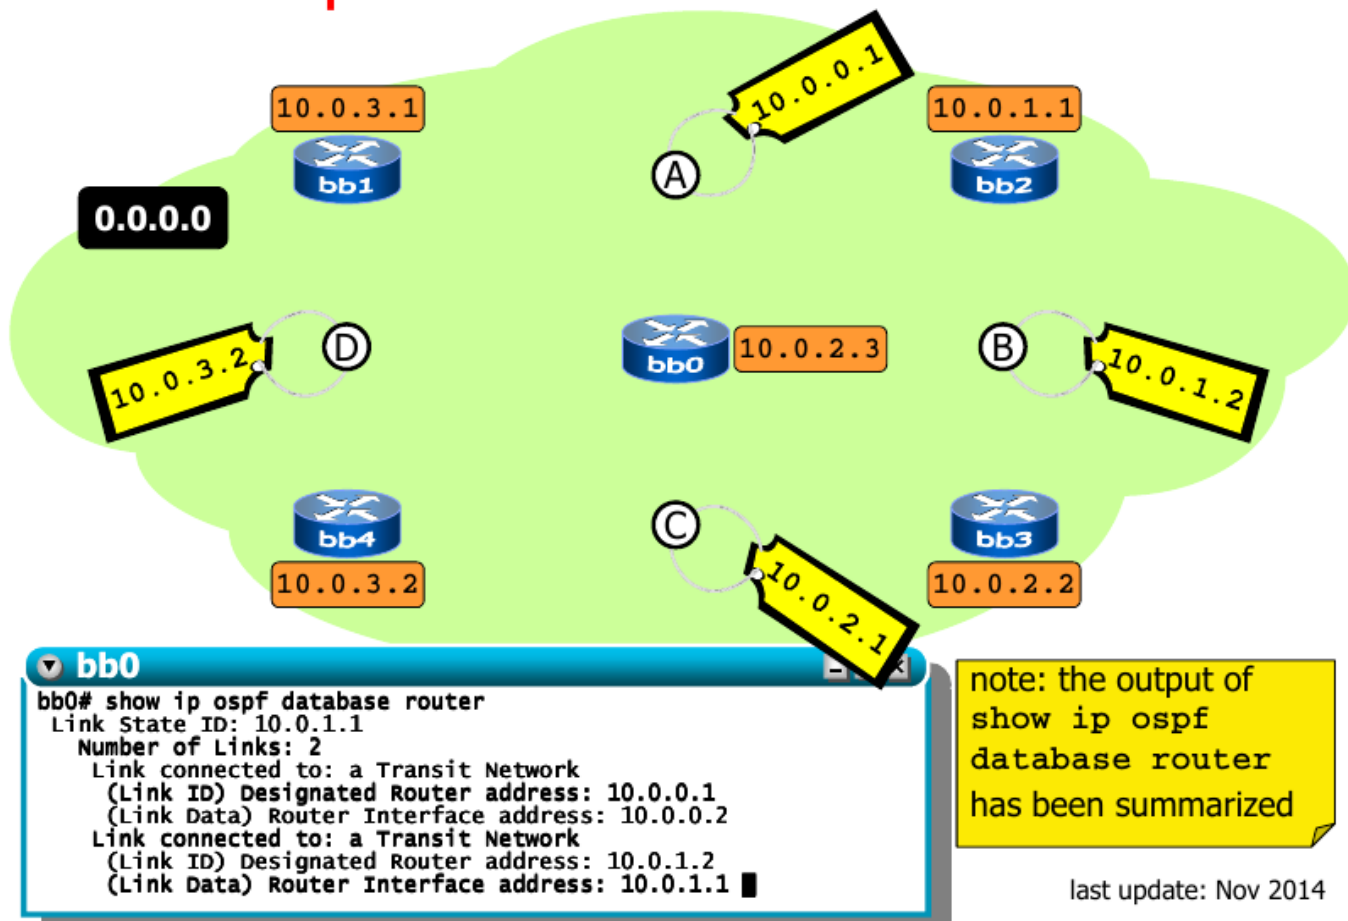 10.0.0.1
10.0.3.1
10.0.1.1
bb1
A
bb2
0.0.0.0
10.0.3.2
D
bb0
10.0.2.3
B
10.0.1.2
bb4
C
bb3
10.0.3.2
10.0.2.1
10.0.2.2
bb0
bb0# show ip ospf database router
Link State ID: 10.0.1.1
Number of Links: 2
Link connected to: a Transit Network
(Link ID) Designated Router address: 10.0.0.1
(Link Data) Router Interface address: 10.0.0.2
Link connected to: a Transit Network
(Link ID) Designated Router address: 10.0.1.2
(Link Data) Router Interface address: 10.0.1.1
note: the output of
show ip ospf
database router
has been summarized
last update: Nov 2014